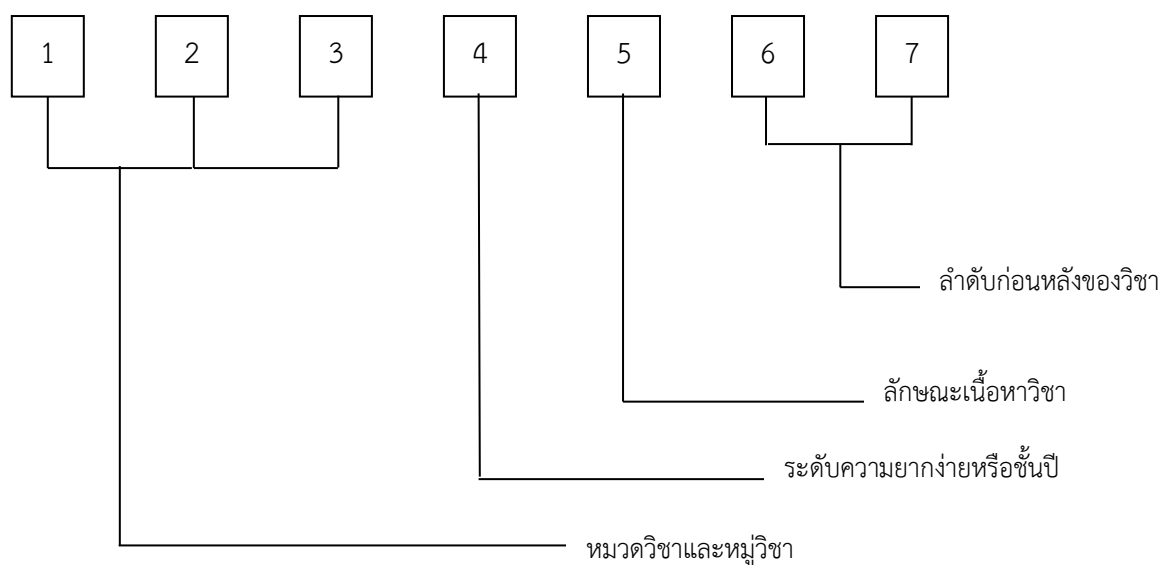 1 2 3 4 5 6 7
ลำดับก่อนหลังของวิชา
ลักษณะเนื้อหาวิชา
ระดับความยากง่ายหรือชั้นปี
หมวดวิชาและหมู่วิชา